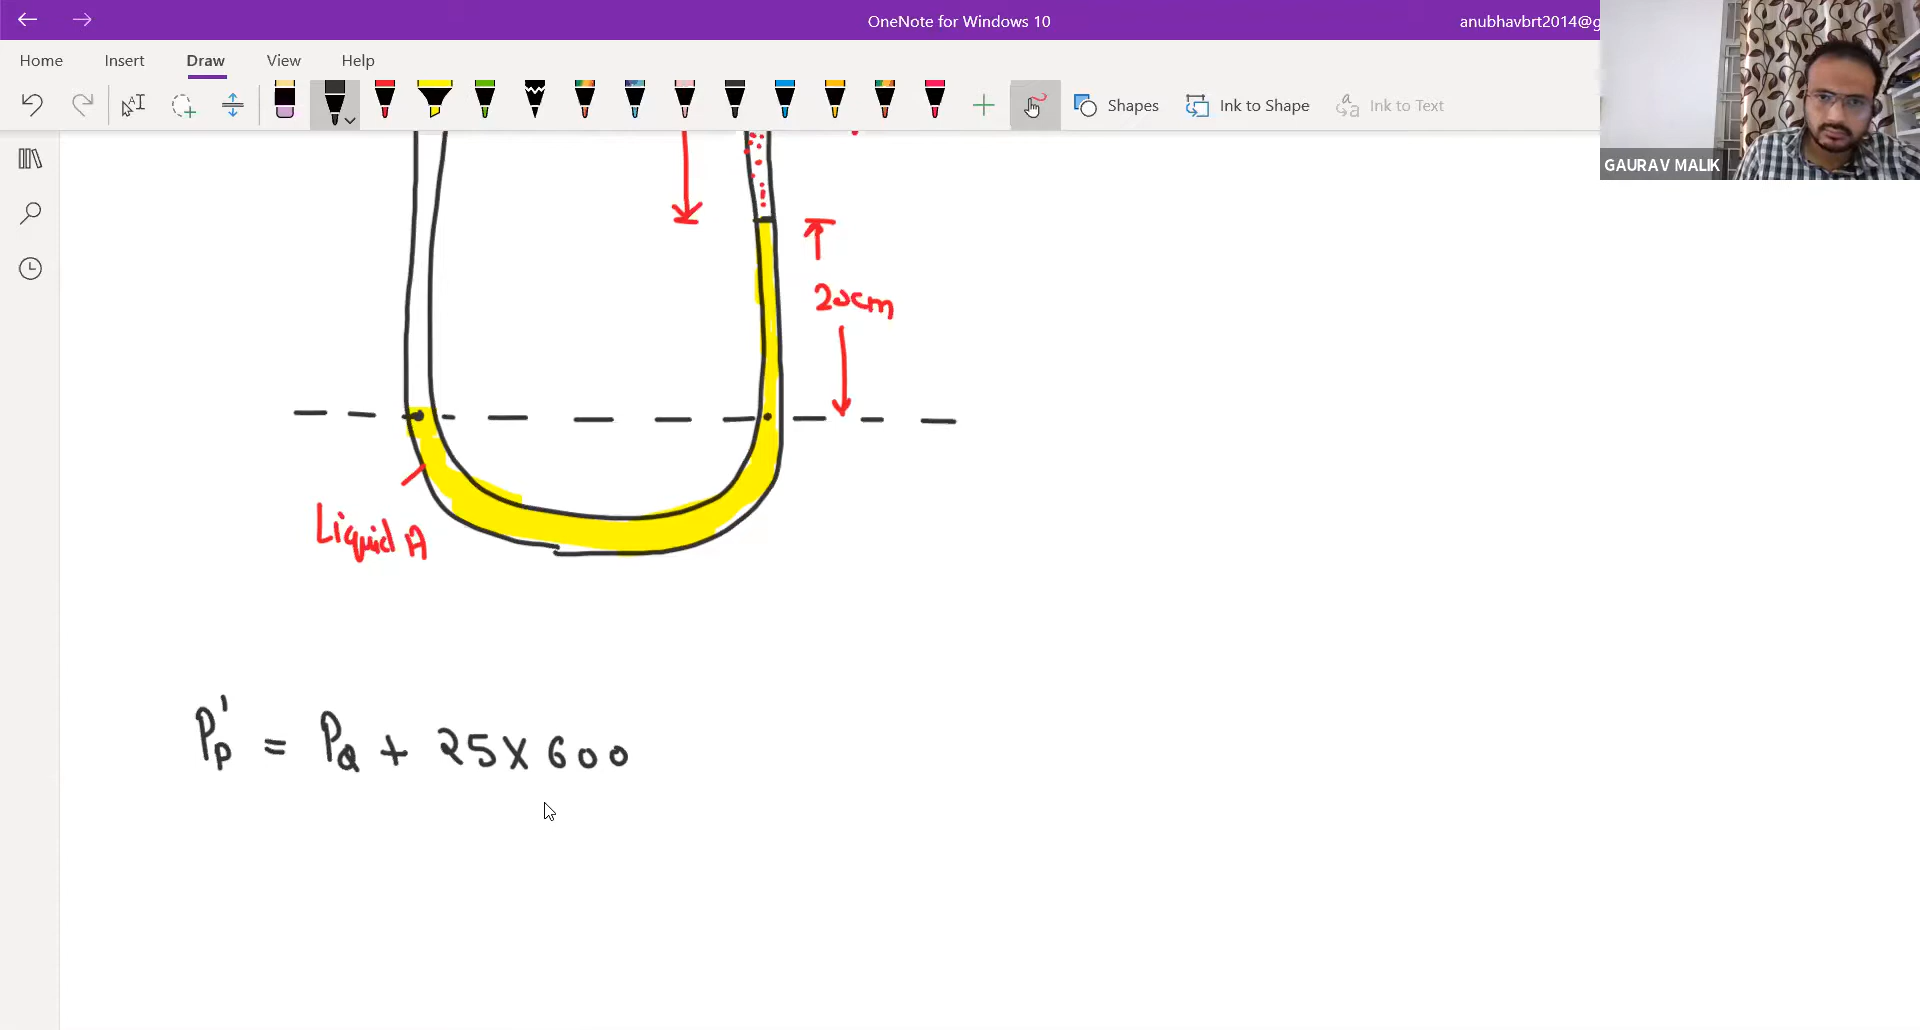 OneNote for Windows 10
anubhavbrt2014@g
Home Insert Draw View Help
Shapes Ink to Shape Ink to Text
GAURAV MALIK
20cm
Liquid A
P'p = PQ + 25 X 600